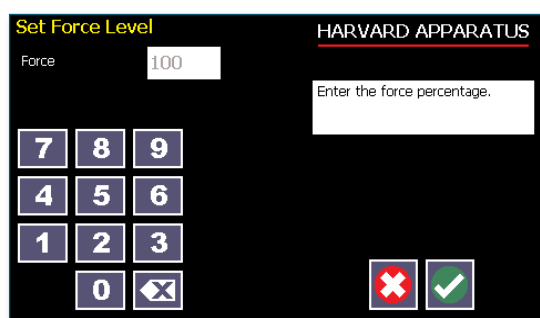 Set Force Level
HARVARD APPARATUS
Force 100
Enter the force percentage.
7 8 9
4 5 6
1 2 3
0